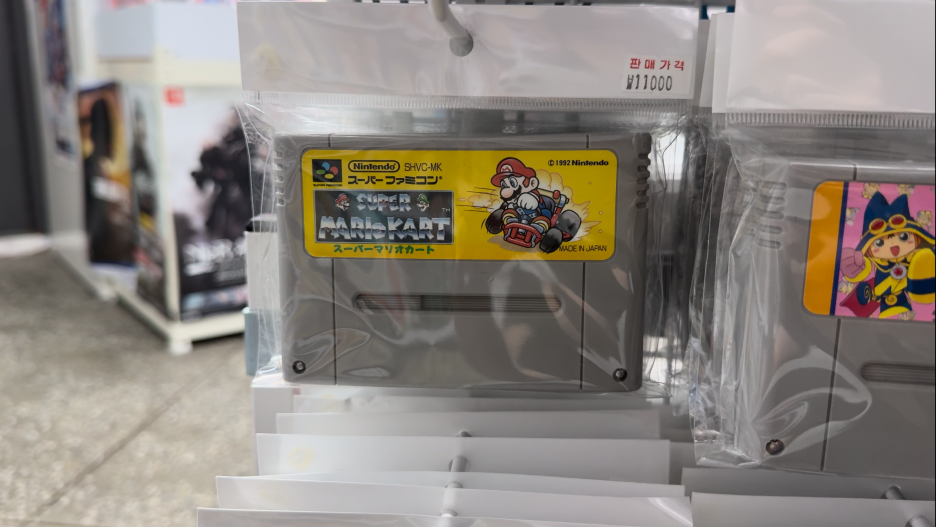 판매가격
₩11000
Nintendo® SHVC-MK
スーパーファミコン®
©1992 Nintendo
SUPER
MARIO KART™
スーパーマリオカート
MADE IN JAPAN